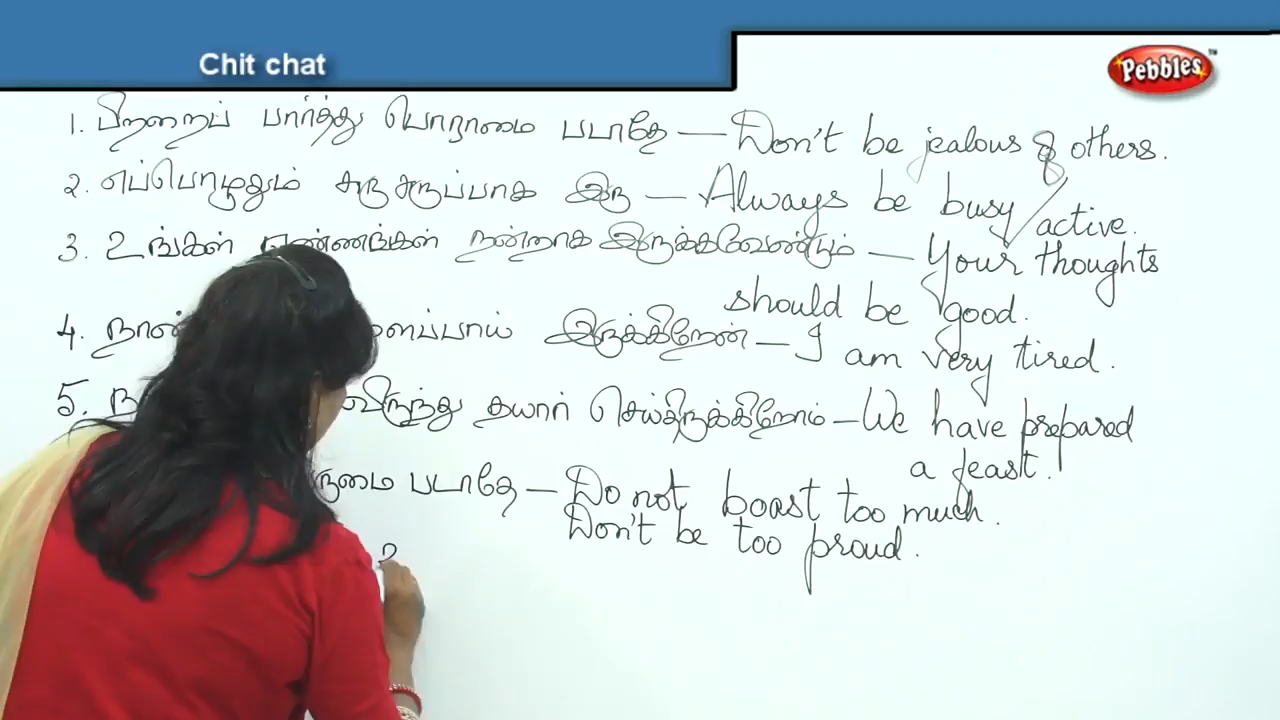 Chit chat
Pebbles™
1. பிறறைப் பார்த்து பொறாமை படாதே — Don't be jealous of others.
2. எப்பொழுதும் சுருசுருப்பாக இரு — Always be busy / active.
3. உங்கள் எண்ணங்கள் நன்றாக இருக்கவேண்டும் — Your thoughts
should be good.
4. நான் இருக்கிறேன் — I am very tired.
5. விருந்து தயார் செய்திருக்கிறோம் — We have prepared
a feast.
படாதே — Do not boast too much.
Don't be too proud.